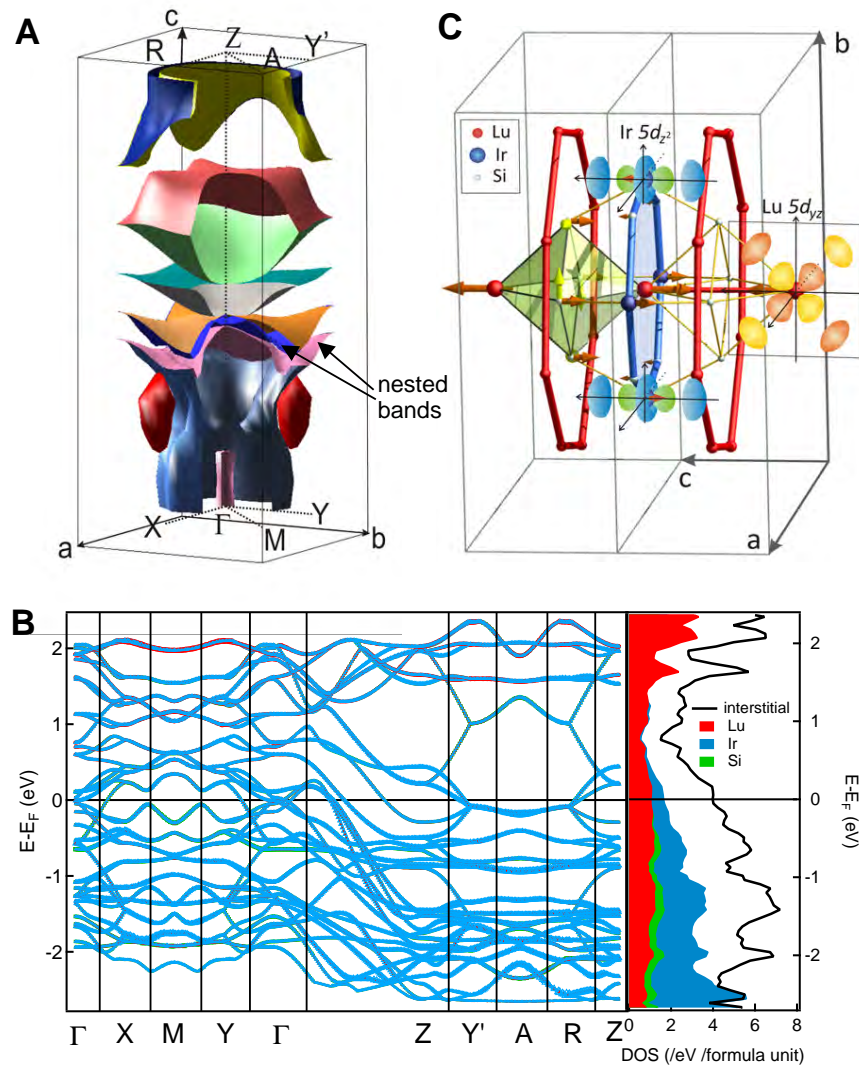 A
c
R
Z
Y'
A
nested
bands
X
Γ
Y
M
a
b
C
b
Lu
Ir
Si
Ir 5dz²
Lu 5dyz
c
a
B
E-EF (eV)
2
1
0
-1
-2
Γ
X
M
Y
Γ
Z
Y'
A
R
Z
interstitial
Lu
Ir
Si
2
1
0
-1
-2
E-EF (eV)
0
2
4
6
8
DOS (/eV /formula unit)